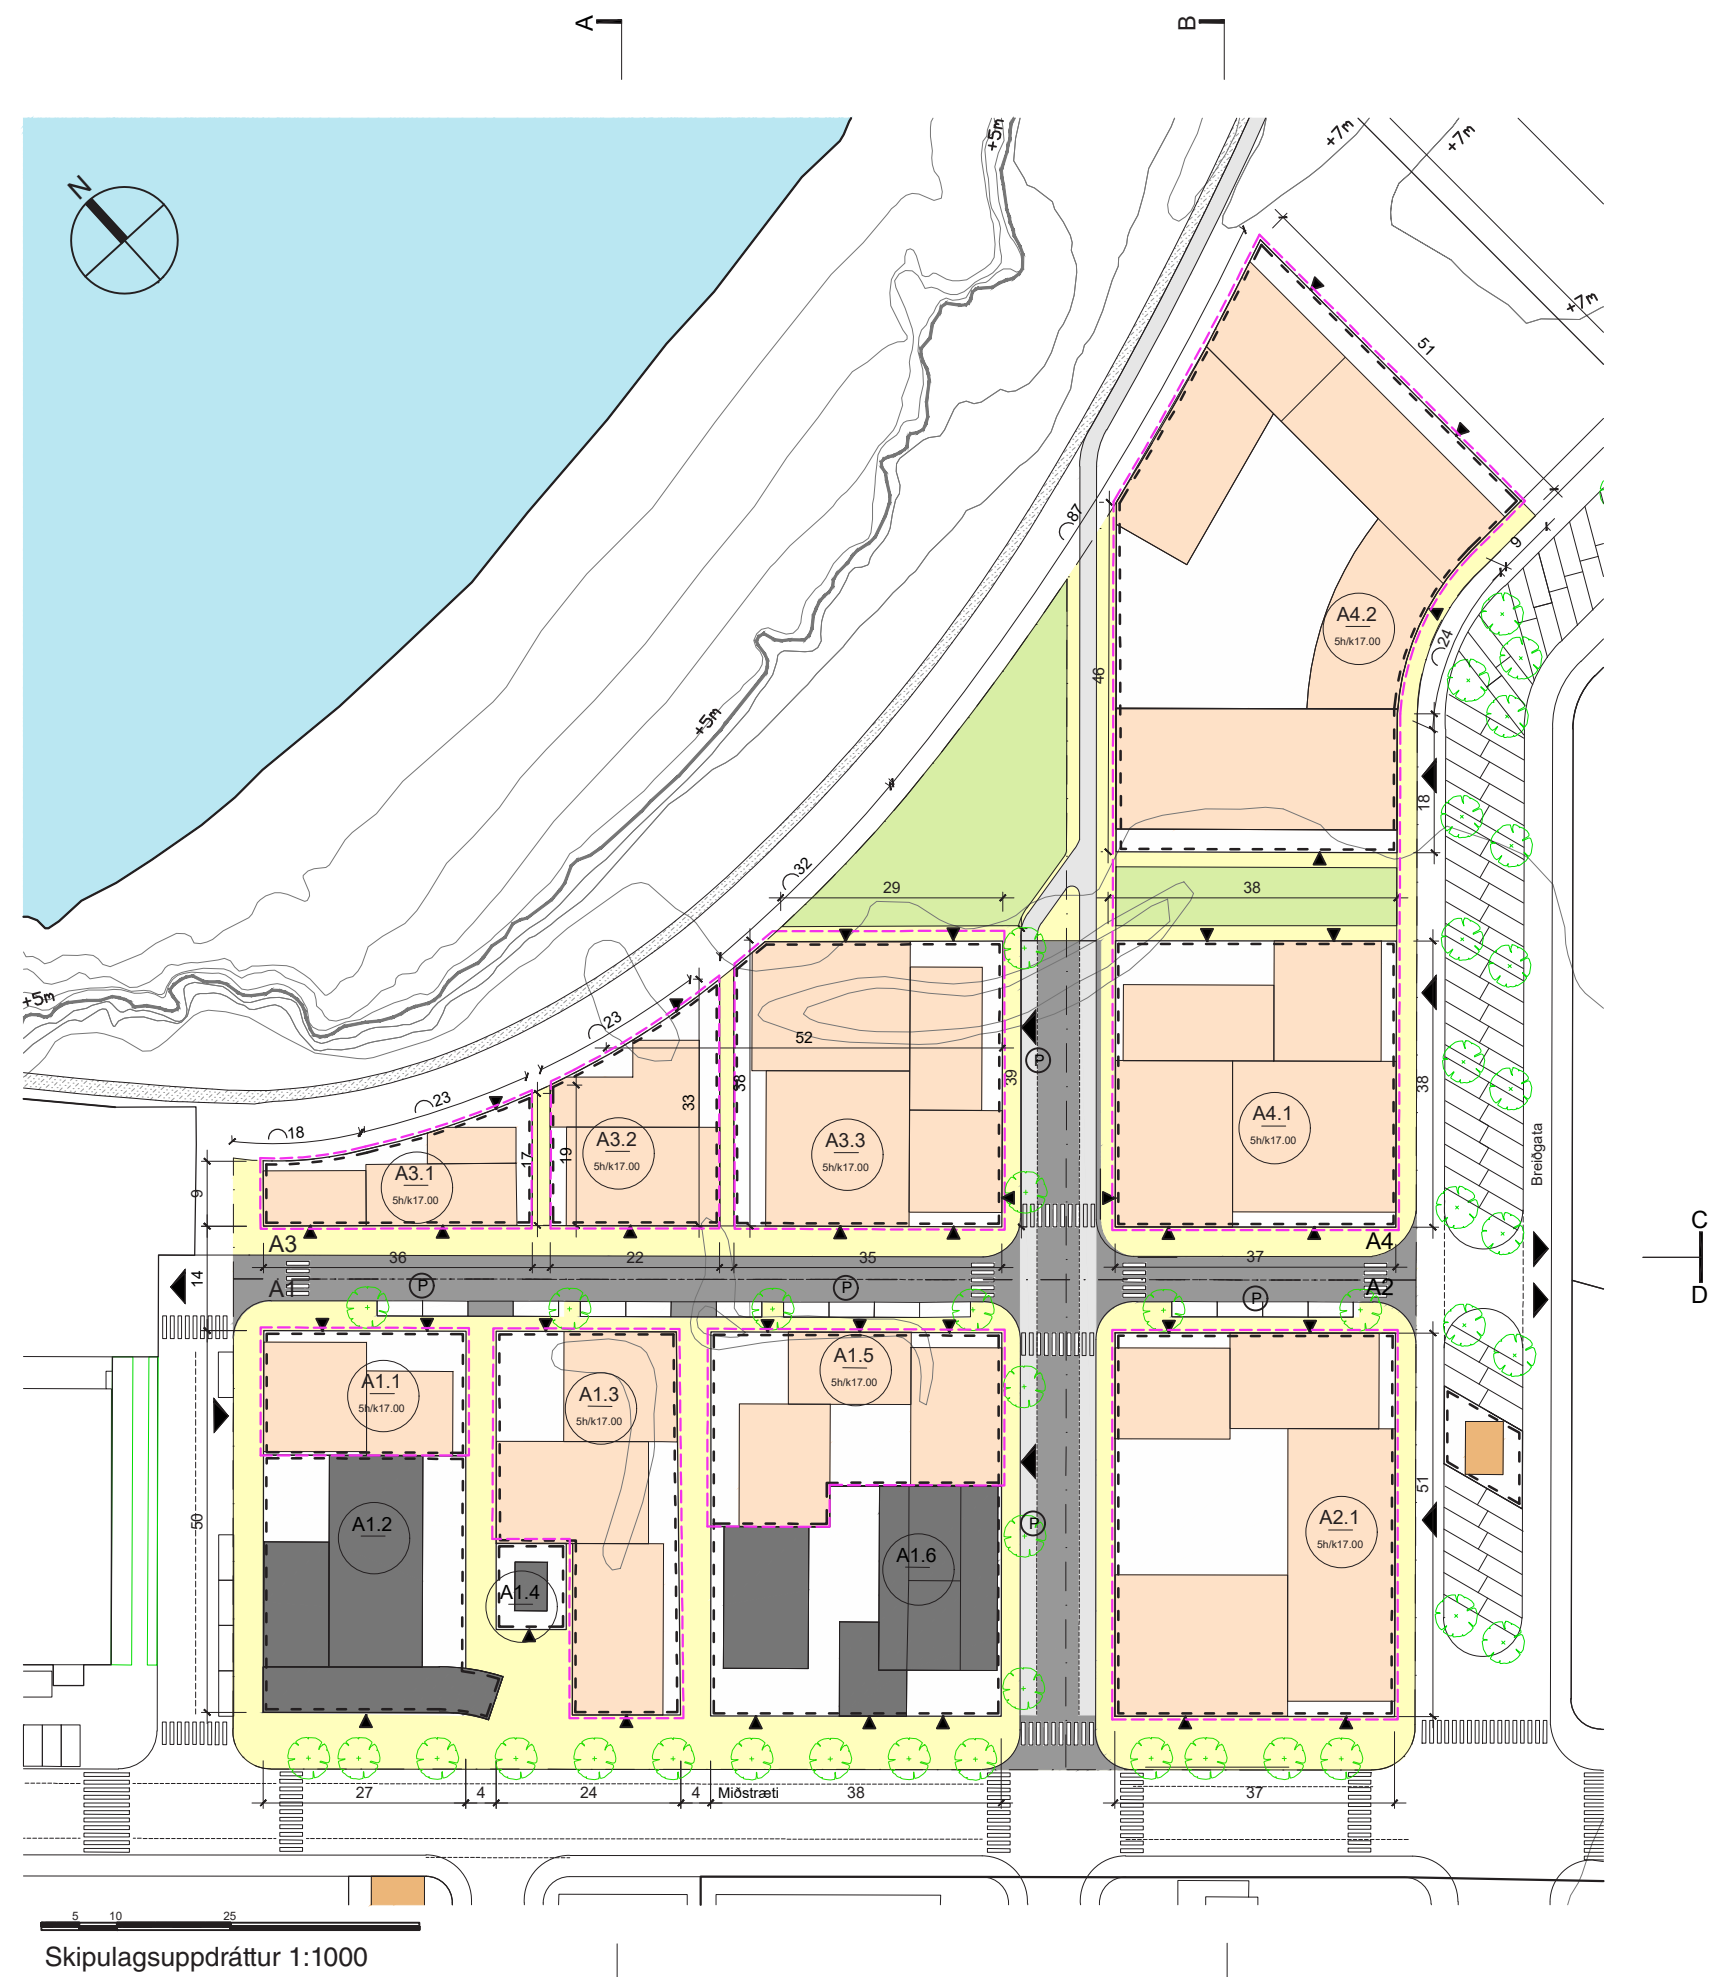 A
B
N
+5m
+7m
+7m
+7m
51
87
9
A4.2
5h/k17.00
24
46
+5m
18
32
29
38
+5m
23
52
33
38
39
38
A4.1
5h/k17.00
Breiðgata
23
18
A3.2
5h/k17.00
A3.3
5h/k17.00
A3.1
5h/k17.00
17
19
9
A3
A4
C
36
22
35
37
14
A1
P
P
P
P
A2
D
A1.1
5h/k17.00
A1.3
5h/k17.00
A1.5
5h/k17.00
50
51
A1.2
A1.4
A1.6
P
A2.1
5h/k17.00
27
4
24
4
Miðstræti
38
37
5
10
25
Skipulagsuppdráttur 1:1000